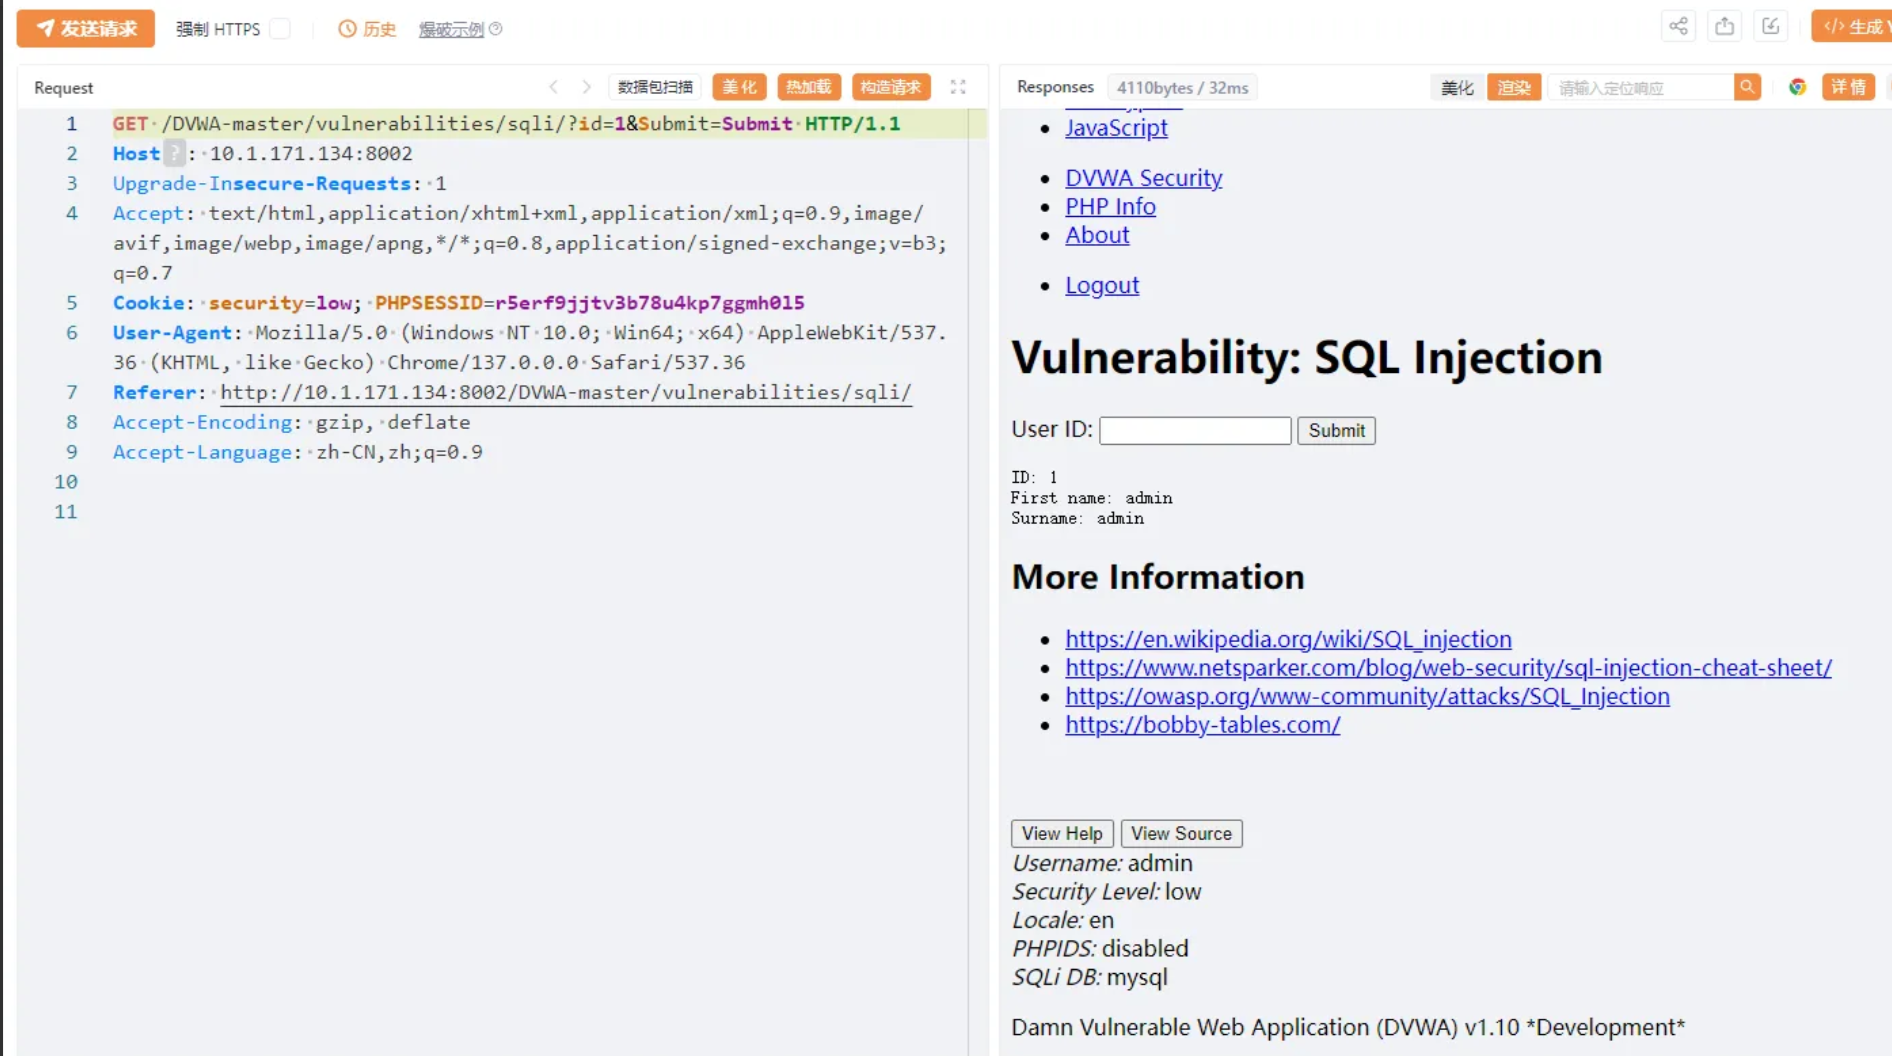 发送请求 强制 HTTPS 历史 爆破示例 </> 生成
Request 数据包扫描 美化 热加载 构造请求
1 GET /DVWA-master/vulnerabilities/sqli/?id=1&Submit=Submit HTTP/1.1
2 Host ? : 10.1.171.134:8002
3 Upgrade-Insecure-Requests: 1
4 Accept: text/html,application/xhtml+xml,application/xml;q=0.9,image/
avif,image/webp,image/apng,*/*;q=0.8,application/signed-exchange;v=b3;
q=0.7
5 Cookie: security=low; PHPSESSID=r5erf9jjtv3b78u4kp7ggmh0l5
6 User-Agent: Mozilla/5.0 (Windows NT 10.0; Win64; x64) AppleWebKit/537.
36 (KHTML, like Gecko) Chrome/137.0.0.0 Safari/537.36
7 Referer: http://10.1.171.134:8002/DVWA-master/vulnerabilities/sqli/
8 Accept-Encoding: gzip, deflate
9 Accept-Language: zh-CN,zh;q=0.9
10
11
Responses 4110bytes / 32ms 美化 渲染 请输入定位响应 详情
JavaScript
DVWA Security
PHP Info
About
Logout
Vulnerability: SQL Injection
User ID: Submit
ID: 1
First name: admin
Surname: admin
More Information
https://en.wikipedia.org/wiki/SQL_injection
https://www.netsparker.com/blog/web-security/sql-injection-cheat-sheet/
https://owasp.org/www-community/attacks/SQL_Injection
https://bobby-tables.com/
View Help View Source
Username: admin
Security Level: low
Locale: en
PHPIDS: disabled
SQLi DB: mysql
Damn Vulnerable Web Application (DVWA) v1.10 *Development*